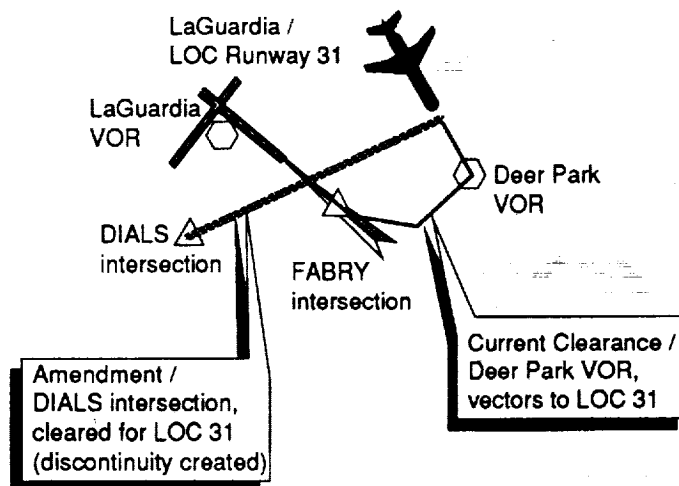 LaGuardia /
LOC Runway 31
LaGuardia
VOR
Deer Park
VOR
DIALS
intersection
FABRY
intersection
Current Clearance /
Deer Park VOR,
vectors to LOC 31
Amendment /
DIALS intersection,
cleared for LOC 31
(discontinuity created)